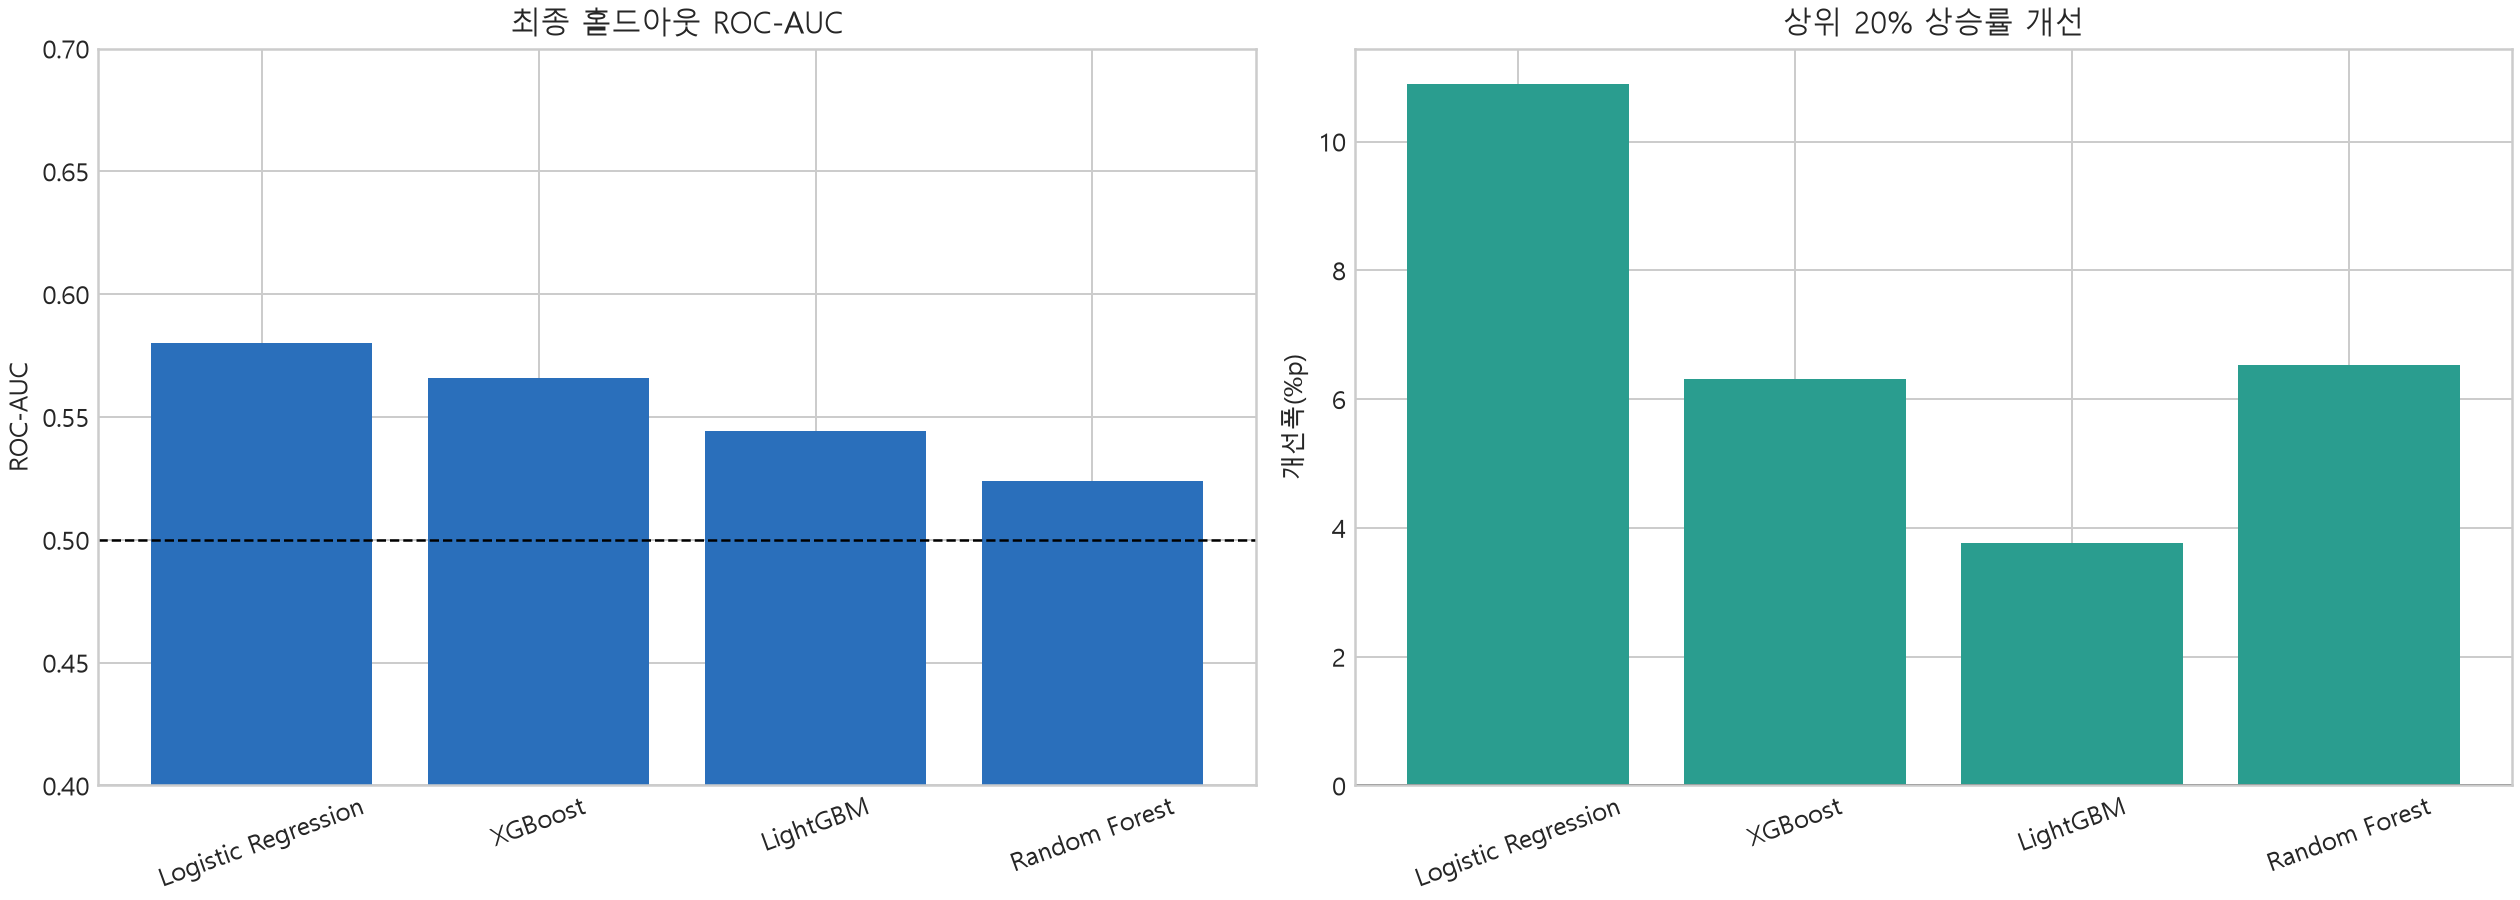 최종 홀드아웃 ROC-AUC
ROC-AUC
0.70
0.65
0.60
0.55
0.50
0.45
0.40
Logistic Regression
XGBoost
LightGBM
Random Forest
상위 20% 상승률 개선
개선폭(%p)
10
8
6
4
2
0
Logistic Regression
XGBoost
LightGBM
Random Forest